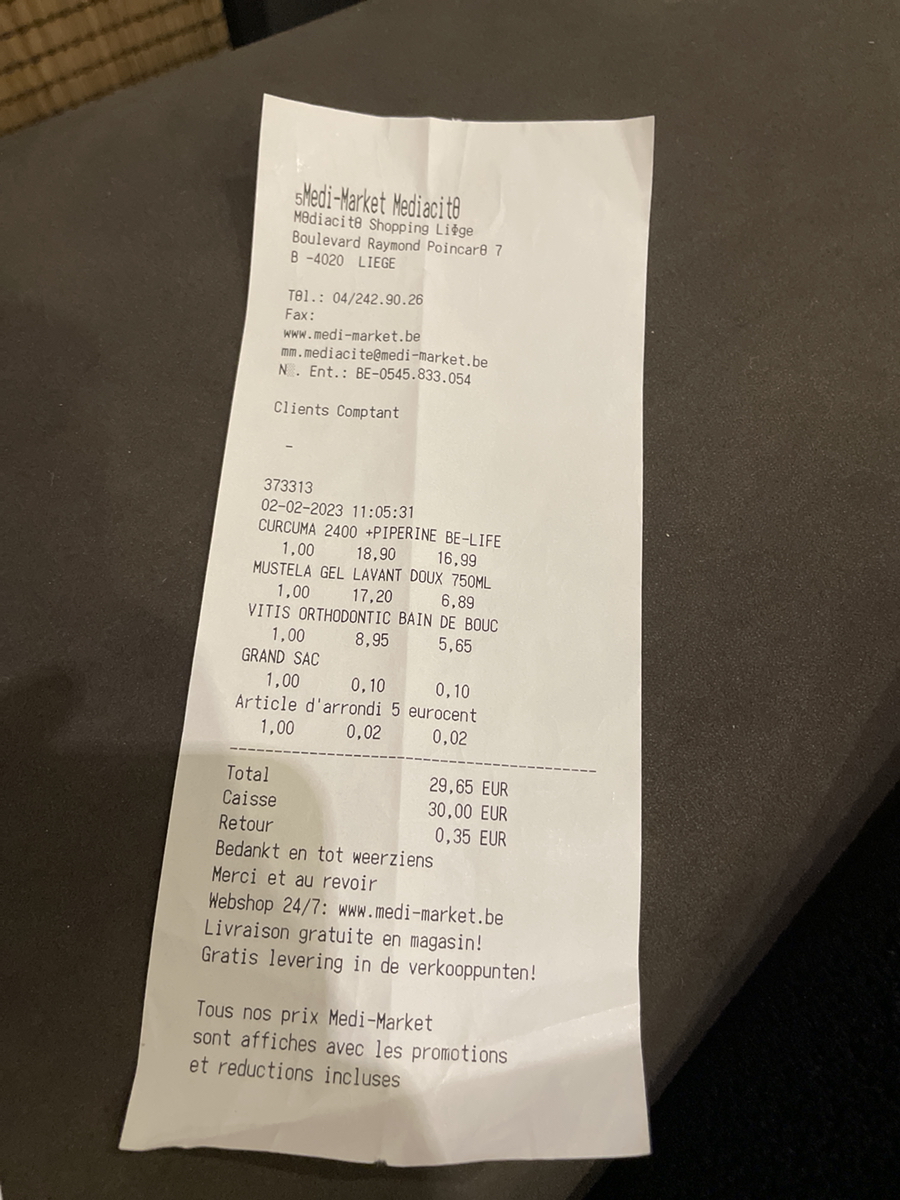 5Medi-Market Mediacitθ
Mθdiacitθ Shopping Liϕge
Boulevard Raymond Poincarθ 7
B -4020 LIEGE
Tθl.: 04/242.90.26
Fax:
www.medi-market.be
mm.mediacite@medi-market.be
N . Ent.: BE-0545.833.054
Clients Comptant
-
373313
02-02-2023 11:05:31
CURCUMA 2400 +PIPERINE BE-LIFE
1,00 18,90 16,99
MUSTELA GEL LAVANT DOUX 750ML
1,00 17,20 6,89
VITIS ORTHODONTIC BAIN DE BOUC
1,00 8,95 5,65
GRAND SAC
1,00 0,10 0,10
Article d'arrondi 5 eurocent
1,00 0,02 0,02
Total 29,65 EUR
Caisse 30,00 EUR
Retour 0,35 EUR
Bedankt en tot weerziens
Merci et au revoir
Webshop 24/7: www.medi-market.be
Livraison gratuite en magasin!
Gratis levering in de verkooppunten!
Tous nos prix Medi-Market
sont affiches avec les promotions
et reductions incluses